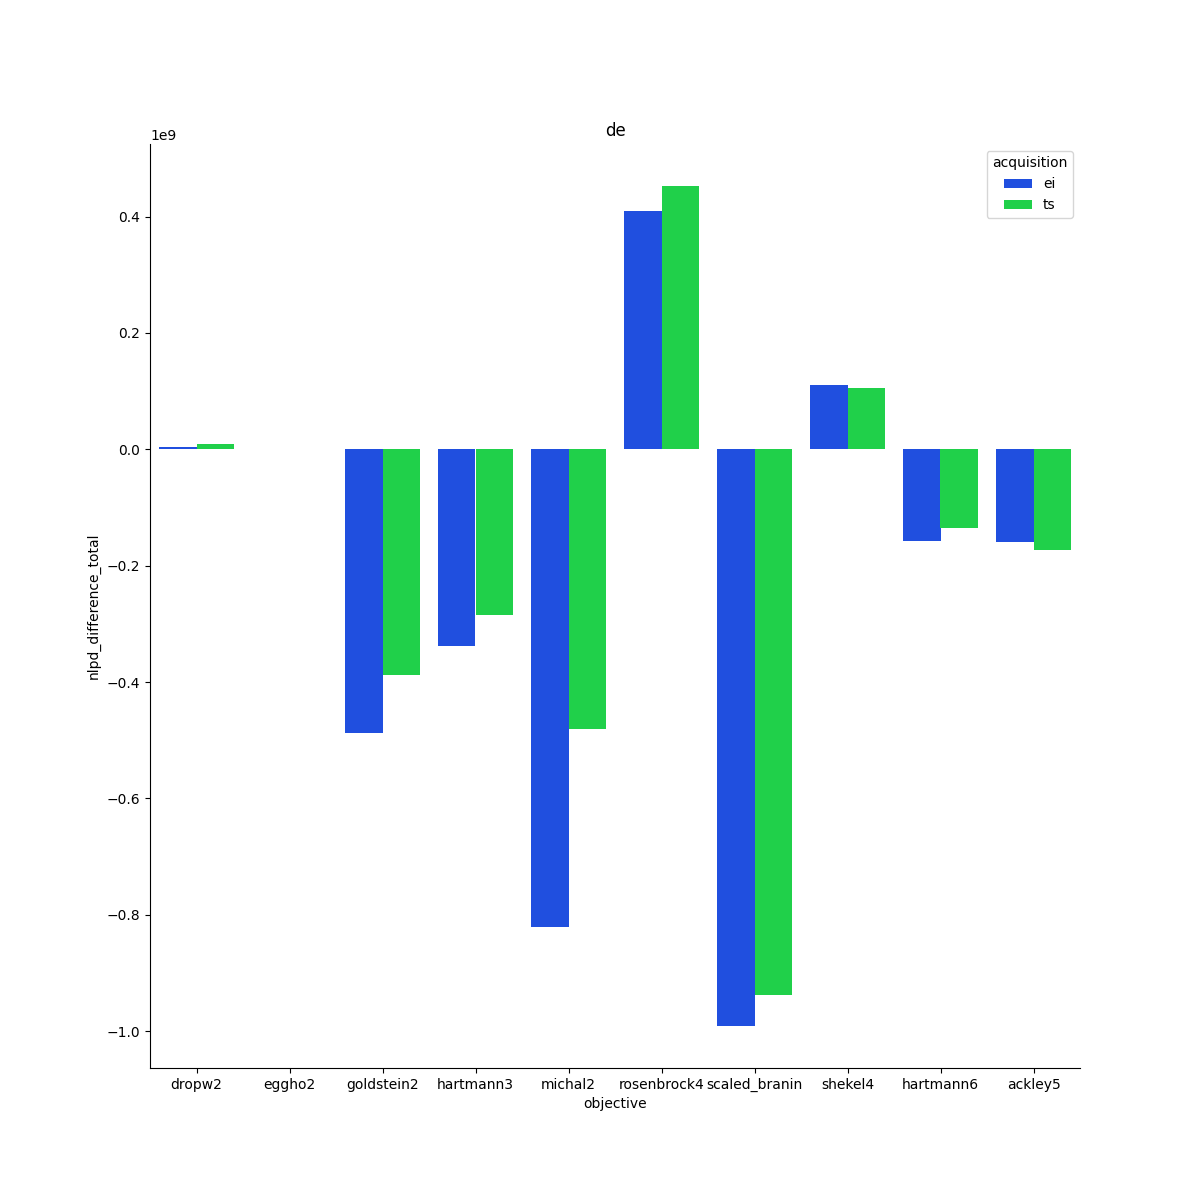 de
1e9
acquisition
ei
ts
0.4
0.2
0.0
−0.2
−0.4
−0.6
−0.8
−1.0
nlpd_difference_total
dropw2 eggho2 goldstein2 hartmann3 michal2 rosenbrock4 scaled_branin shekel4 hartmann6 ackley5
objective